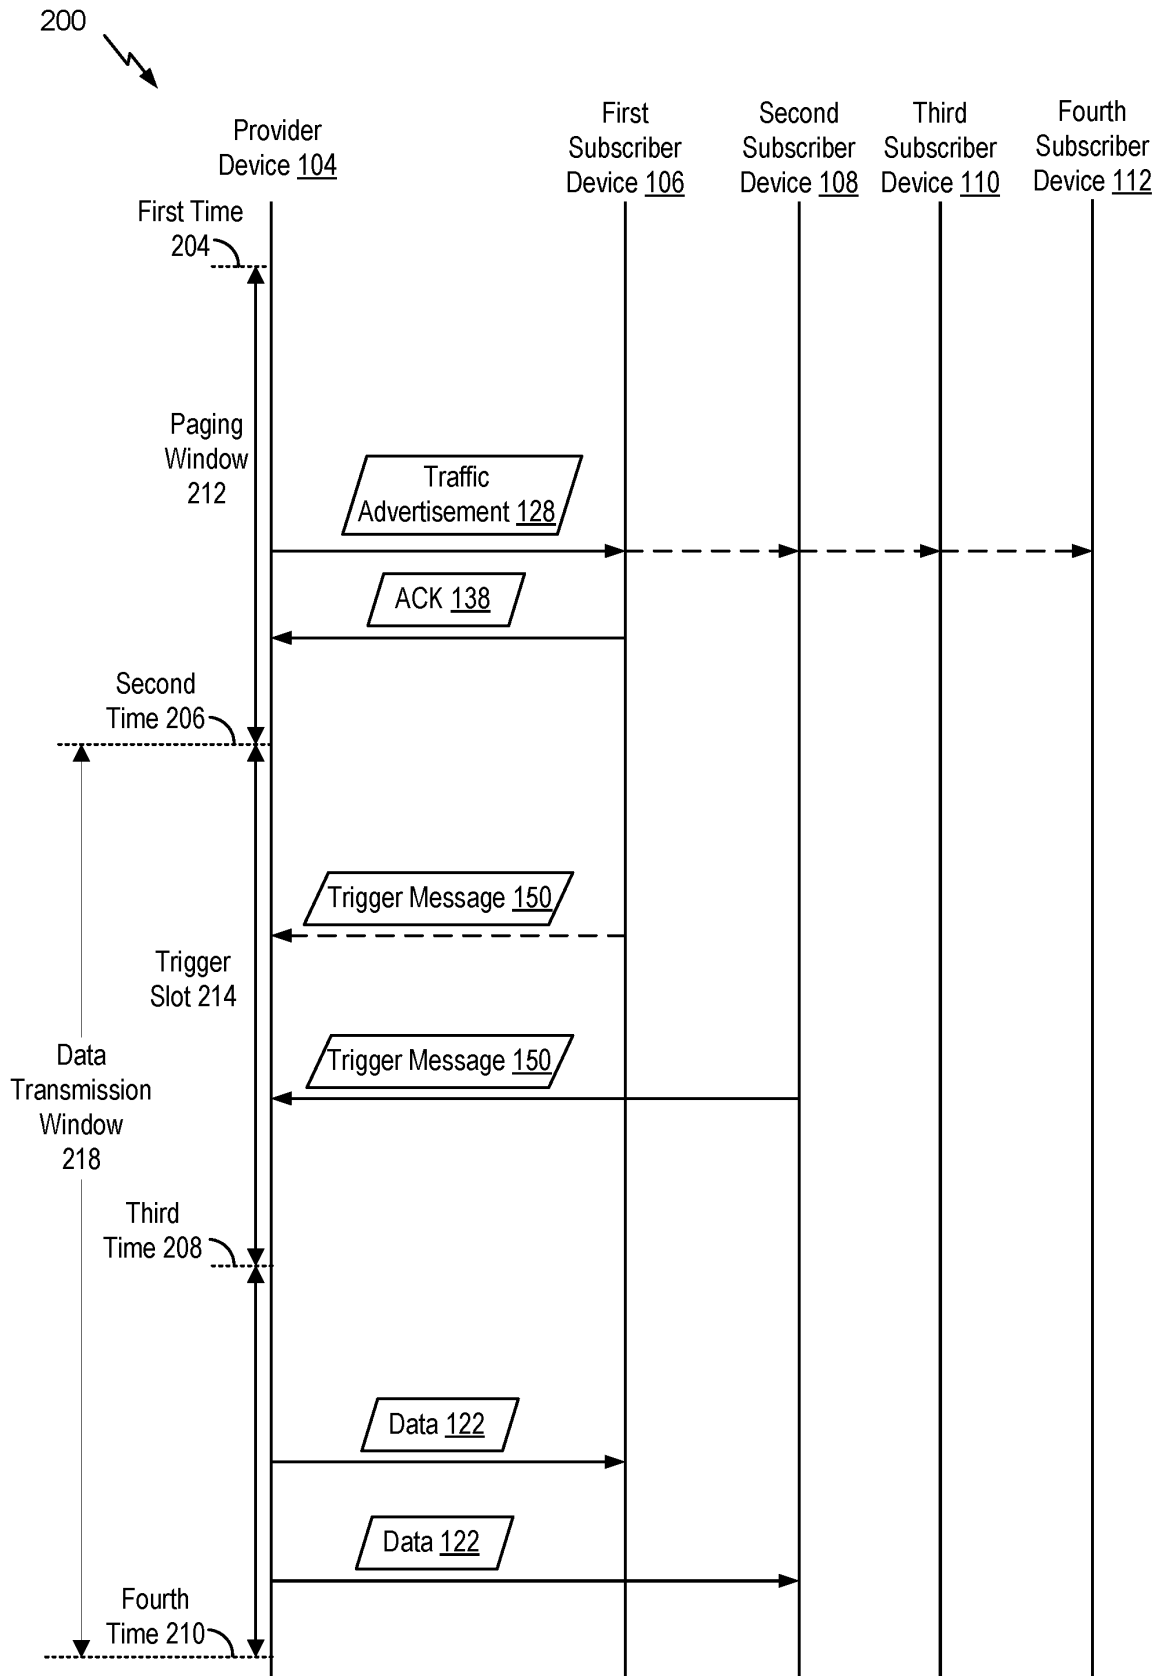 200
Provider
Device 104
First
Subscriber
Device 106
Second
Subscriber
Device 108
Third
Subscriber
Device 110
Fourth
Subscriber
Device 112
First Time
204
Paging
Window
212
Traffic
Advertisement 128
ACK 138
Second
Time 206
Trigger Message 150
Trigger
Slot 214
Trigger Message 150
Data
Transmission
Window
218
Third
Time 208
Data 122
Data 122
Fourth
Time 210